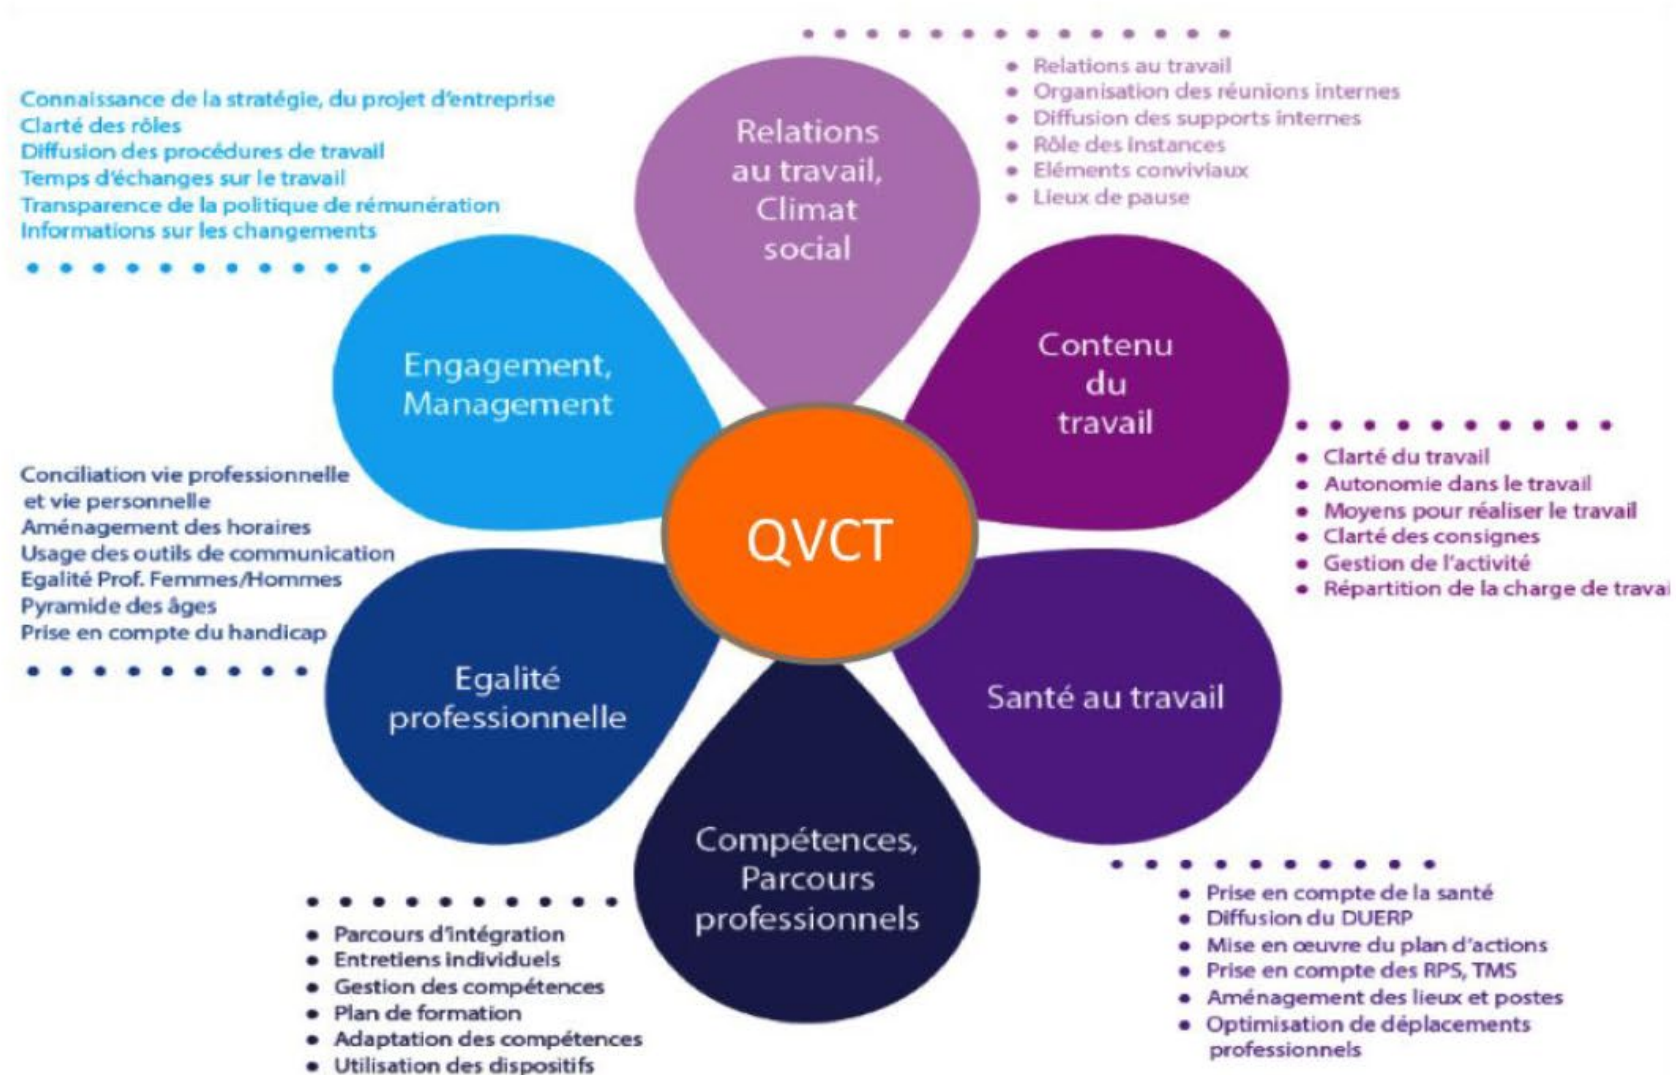 Relations au travail
Organisation des réunions internes
Diffusion des supports internes
Rôle des instances
Eléments conviviaux
Lieux de pause
Connaissance de la stratégie, du projet d'entreprise
Clarté des rôles
Diffusion des procédures de travail
Temps d'échanges sur le travail
Transparence de la politique de rémunération
Informations sur les changements
Relations
au travail,
Climat
social
Engagement,
Management
Contenu
du
travail
Clarté du travail
Autonomie dans le travail
Moyens pour réaliser le travail
Clarté des consignes
Gestion de l'activité
Répartition de la charge de travai
Conciliation vie professionnelle
et vie personnelle
Aménagement des horaires
Usage des outils de communication
Egalité Prof. Femmes/Hommes
Pyramide des âges
Prise en compte du handicap
QVCT
Egalité
professionnelle
Santé au travail
Compétences,
Parcours
professionnels
Prise en compte de la santé
Diffusion du DUERP
Mise en œuvre du plan d'actions
Prise en compte des RPS, TMS
Aménagement des lieux et postes
Optimisation de déplacements
professionnels
Parcours d'intégration
Entretiens individuels
Gestion des compétences
Plan de formation
Adaptation des compétences
Utilisation des dispositifs